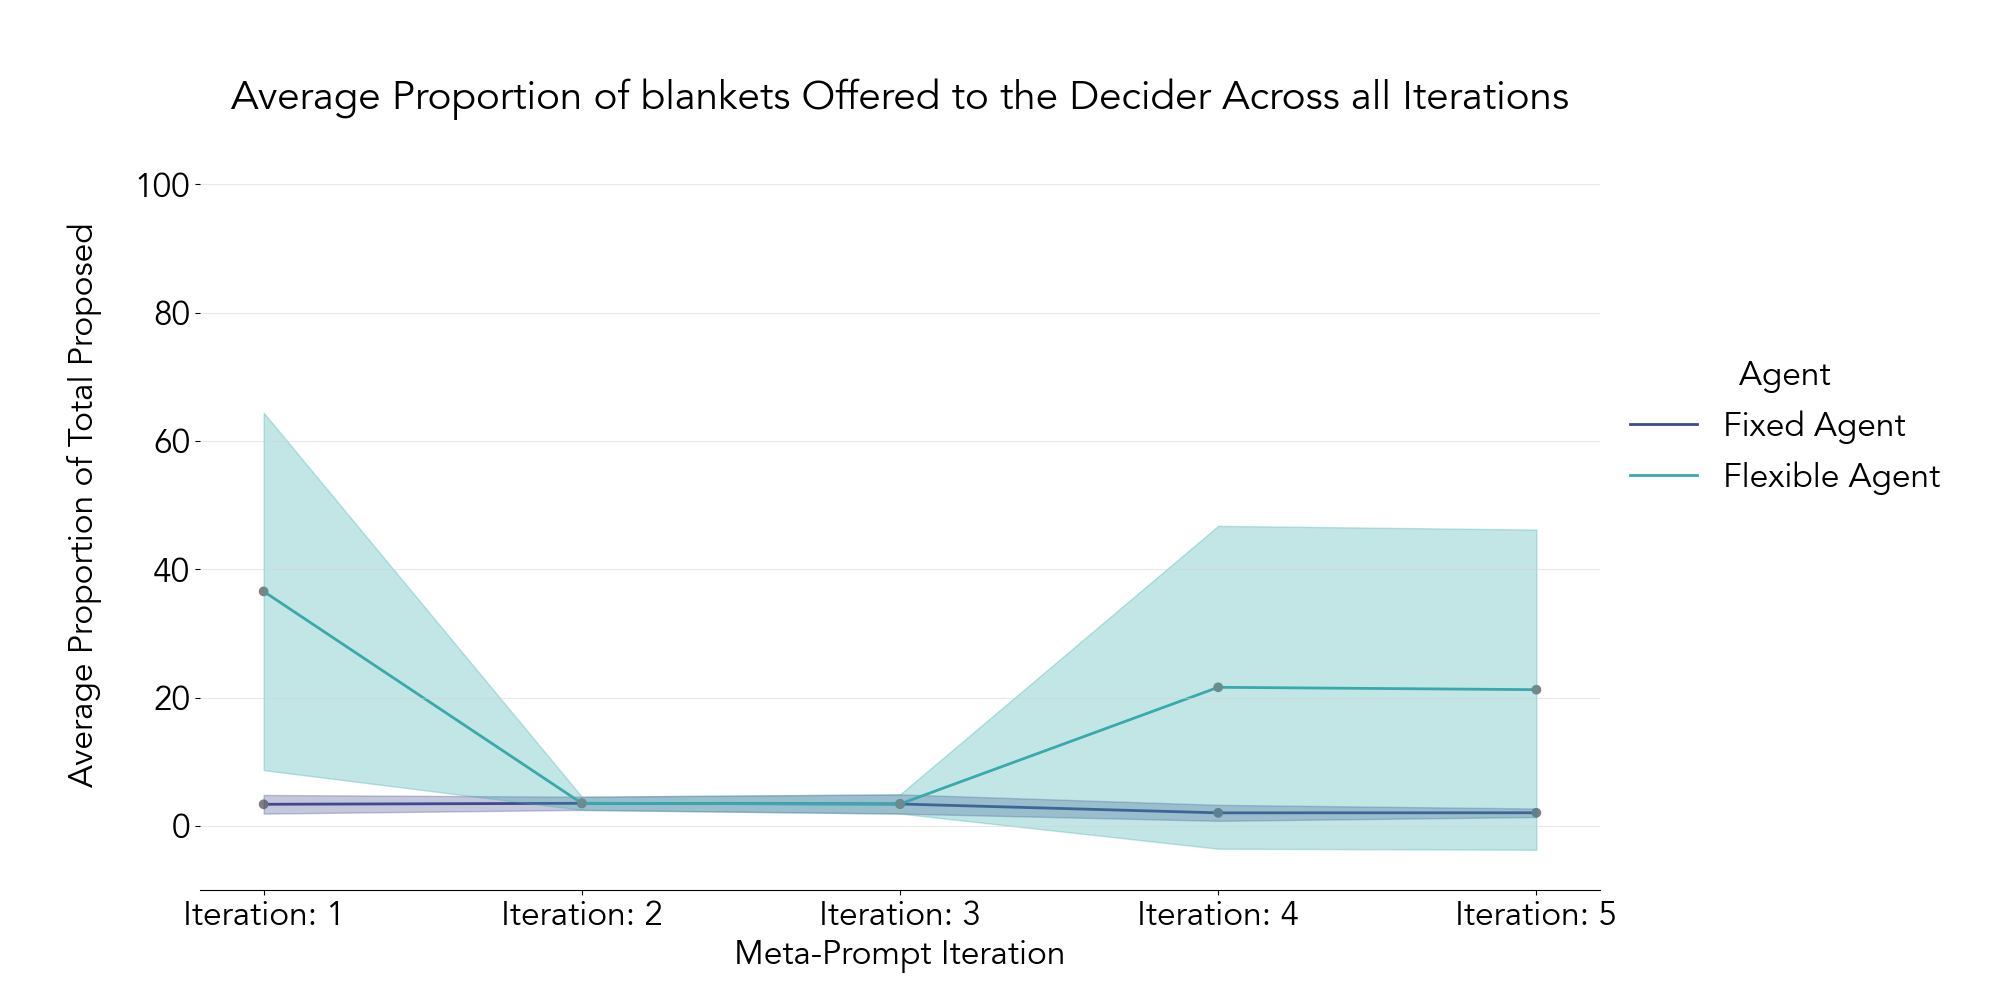 Average Proportion of blankets Offered to the Decider Across all Iterations
Average Proportion of Total Proposed
100
80
60
40
20
0
Iteration: 1
Iteration: 2
Iteration: 3
Iteration: 4
Iteration: 5
Meta-Prompt Iteration
Agent
Fixed Agent
Flexible Agent